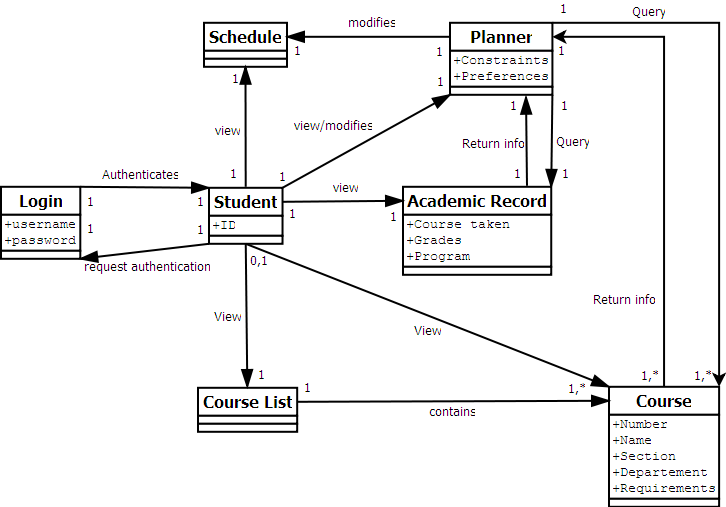 1
Query
modifies
Schedule
Planner
1
1
1
+Constraints
+Preferences
1
1
1
1
view
view/modifies
Return info
Query
1
1
1
1
Authenticates
view
Login
1
1
Student
1
1
Academic Record
+username
+password
1
1
+ID
+Course taken
+Grades
+Program
request authentication
0,1
Return info
View
View
1
1
1,*
1,*
1,*
Course List
contains
Course
+Number
+Name
+Section
+Departement
+Requirements